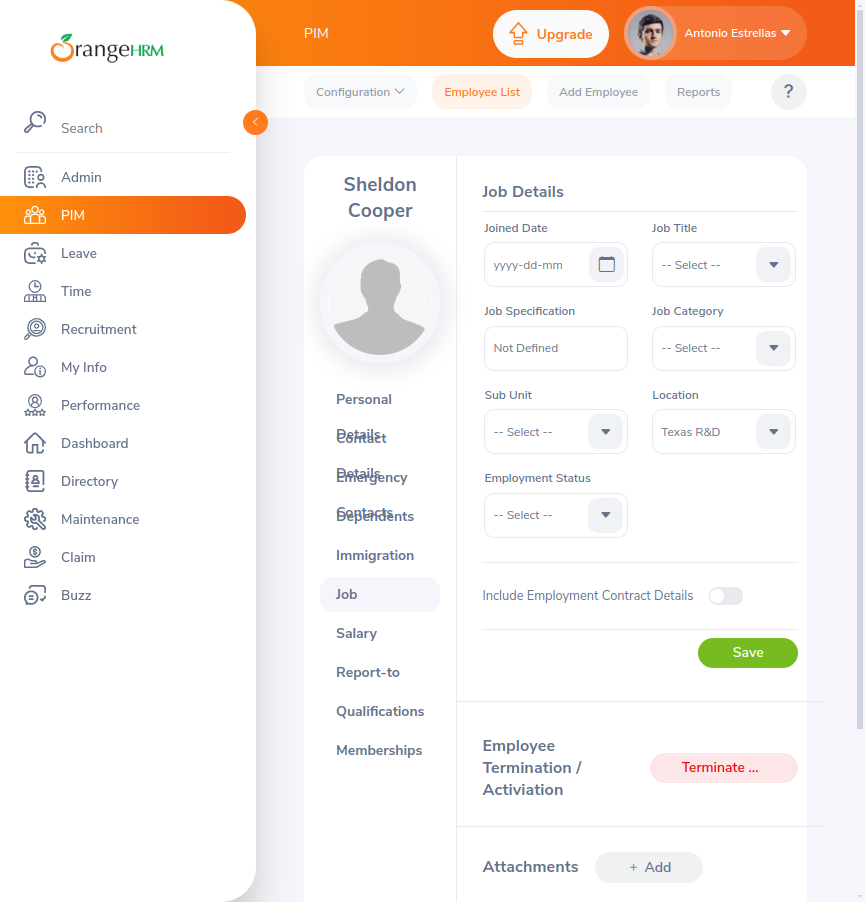 PIM
Upgrade
Antonio Estrellas
OrangeHRM
Configuration
Employee List
Add Employee
Reports
?
Search
Admin
PIM
Leave
Time
Recruitment
My Info
Performance
Dashboard
Directory
Maintenance
Claim
Buzz
Sheldon
Cooper
Personal
Details
Contact
Details
Emergency
Contacts
Dependents
Immigration
Job
Salary
Report-to
Qualifications
Memberships
Job Details
Joined Date
Job Title
yyyy-dd-mm
-- Select --
Job Specification
Job Category
Not Defined
-- Select --
Sub Unit
Location
-- Select --
Texas R&D
Employment Status
-- Select --
Include Employment Contract Details
Save
Employee
Termination /
Activiation
Terminate ...
Attachments
+ Add